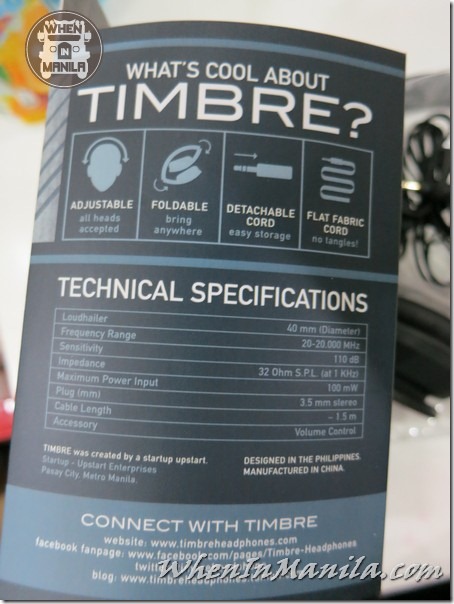 WHEN
IN
MANILA
WHAT'S COOL ABOUT
TIMBRE?
ADJUSTABLE
all heads
accepted
FOLDABLE
bring
anywhere
DETACHABLE
CORD
easy storage
FLAT FABRIC
CORD
no tangles!
TECHNICAL SPECIFICATIONS
Loudhailer 40 mm (Diameter)
Frequency Range 20-20.000 MHz
Sensitivity 110 dB
Impedance 32 Ohm S.P.L. (at 1 KHz)
Maximum Power Input 100 mW
Plug (mm) 3.5 mm stereo
Cable Length ~ 1.5 m
Accessory Volume Control
TIMBRE was created by a startup upstart.
Startup - Upstart Enterprises
Pasay City. Metro Manila.
DESIGNED IN THE PHILIPPINES.
MANUFACTURED IN CHINA.
CONNECT WITH TIMBRE
website: www.timbreheadphones.com
facebook fanpage: www.facebook.com/pages/Timbre-Headphones
blog: www.timbreheadphones.
WhenInManila.com